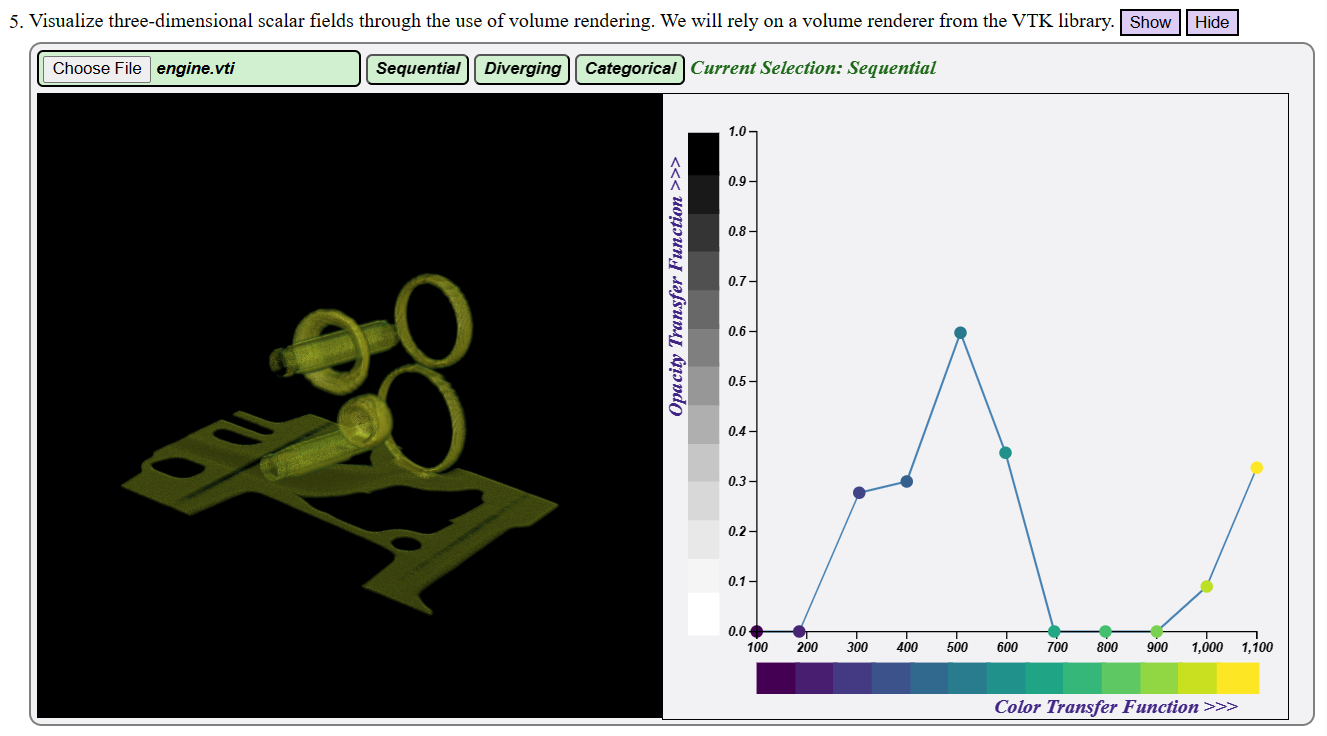 5. Visualize three-dimensional scalar fields through the use of volume rendering. We will rely on a volume renderer from the VTK library. Show Hide
Choose File engine.vti Sequential Diverging Categorical Current Selection: Sequential
Opacity Transfer Function >>>
1.0
0.9
0.8
0.7
0.6
0.5
0.4
0.3
0.2
0.1
0.0
100 200 300 400 500 600 700 800 900 1,000 1,100
Color Transfer Function >>>